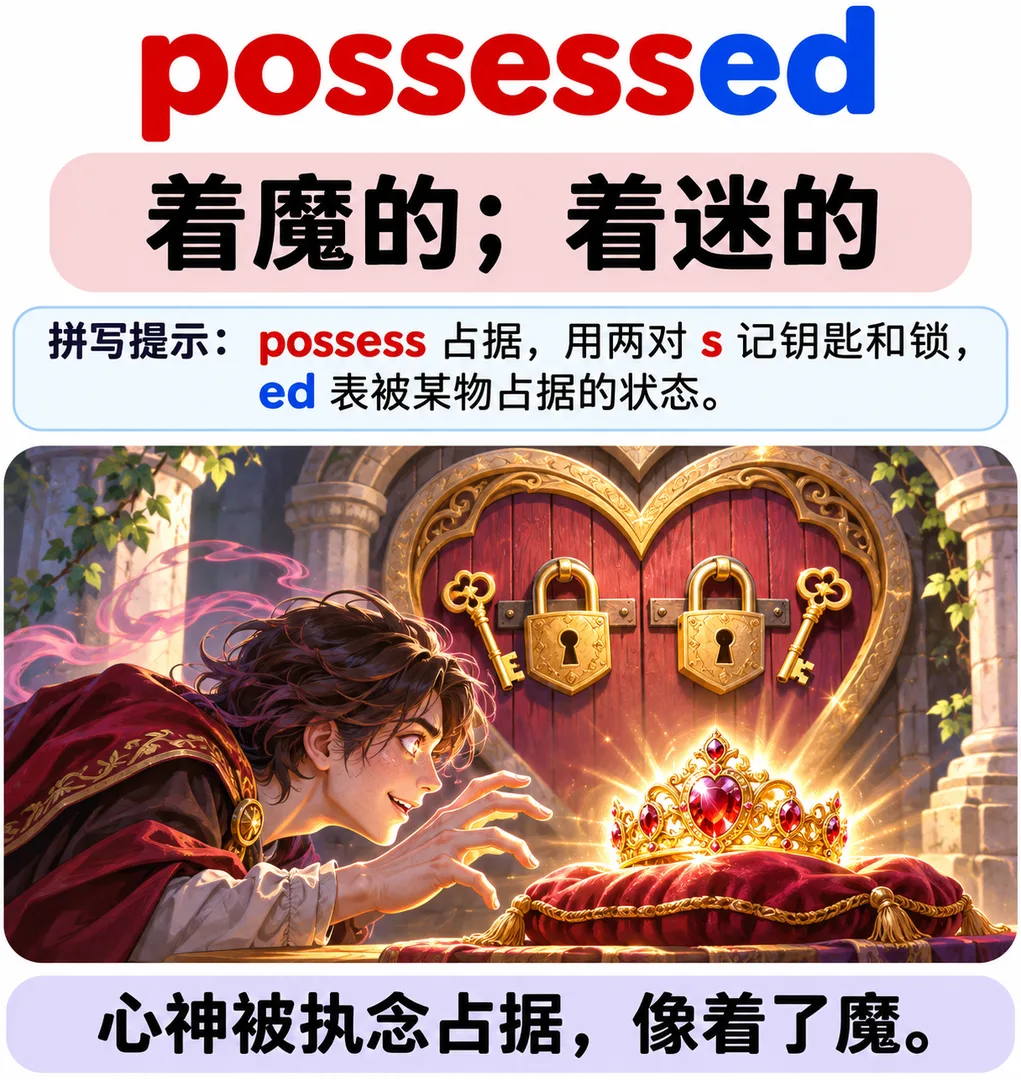 possessed
着魔的；着迷的
拼写提示： possess 占据，用两对 s 记钥匙和锁，
ed 表被某物占据的状态。
心神被执念占据，像着了魔。